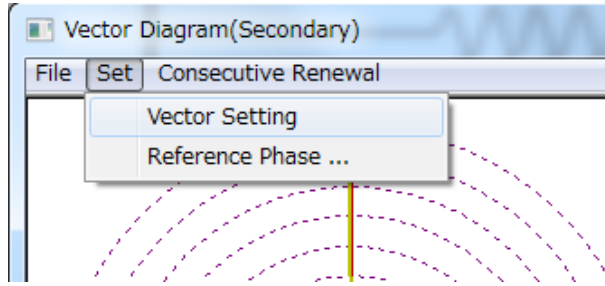 Vector Diagram(Secondary)
File Set Consecutive Renewal
Vector Setting
Reference Phase ...